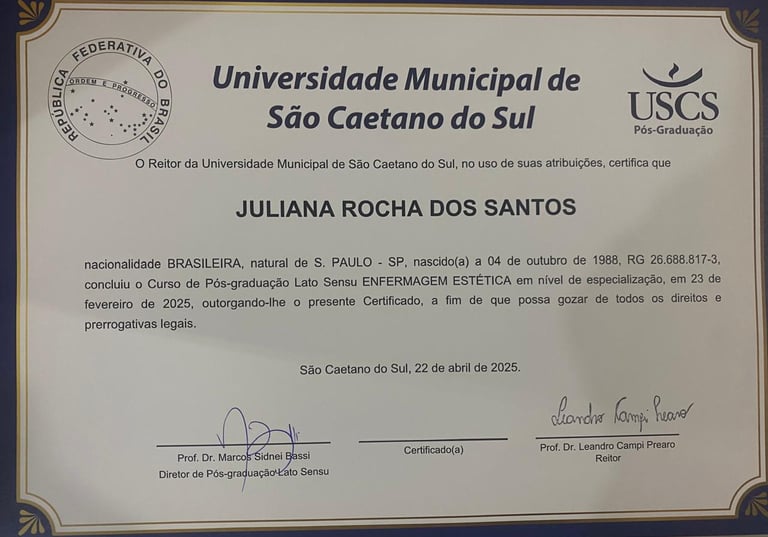 REPÚBLICA FEDERATIVA DO BRASIL
ORDEM E PROGRESSO
Universidade Municipal de
São Caetano do Sul
USCS
Pós-Graduação
O Reitor da Universidade Municipal de São Caetano do Sul, no uso de suas atribuições, certifica que
JULIANA ROCHA DOS SANTOS
nacionalidade BRASILEIRA, natural de S. PAULO - SP, nascido(a) a 04 de outubro de 1988, RG 26.688.817-3,
concluiu o Curso de Pós-graduação Lato Sensu ENFERMAGEM ESTÉTICA em nível de especialização, em 23 de
fevereiro de 2025, outorgando-lhe o presente Certificado, a fim de que possa gozar de todos os direitos e
prerrogativas legais.
São Caetano do Sul, 22 de abril de 2025.
Leandro Campi Prearo
Prof. Dr. Marcos Sidnei Bassi
Diretor de Pós-graduação Lato Sensu
Certificado(a)
Prof. Dr. Leandro Campi Prearo
Reitor